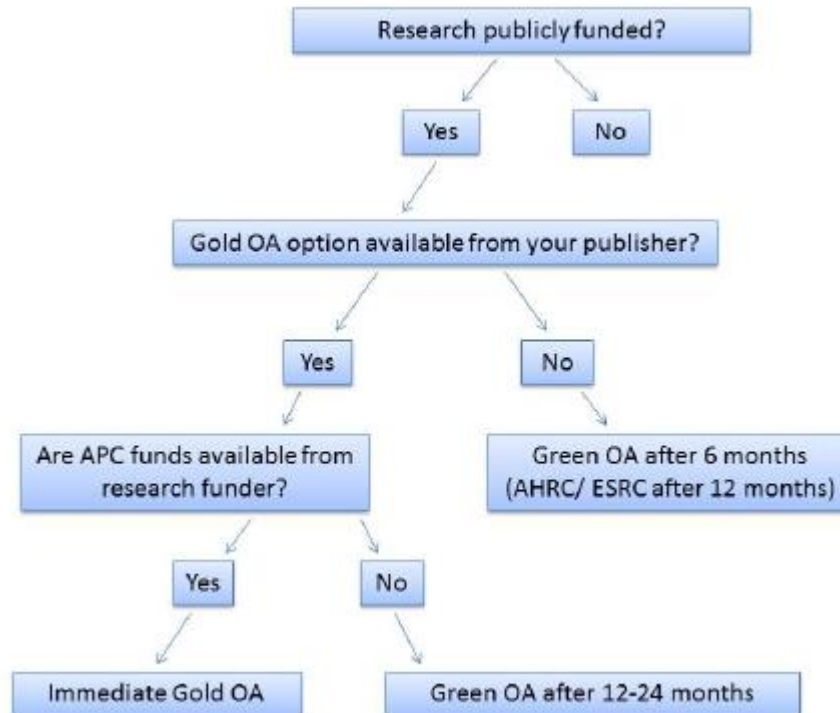 Research publicly funded?
Yes
No
Gold OA option available from your publisher?
Yes
No
Are APC funds available from
research funder?
Green OA after 6 months
(AHRC/ ESRC after 12 months)
Yes
No
Immediate Gold OA
Green OA after 12-24 months